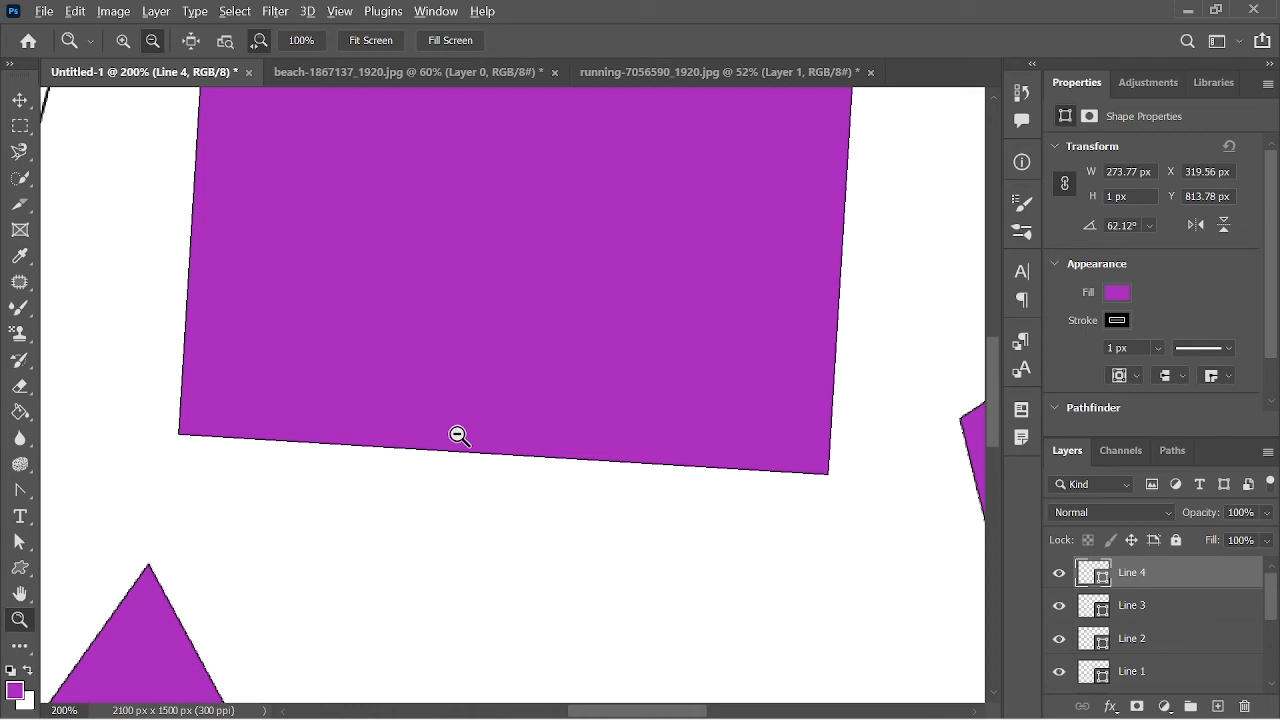 Ps File Edit Image Layer Type Select Filter 3D View Plugins Window Help
100% Fit Screen Fill Screen
Untitled-1 @ 200% (Line 4, RGB/8) * × beach-1867137_1920.jpg @ 60% (Layer 0, RGB/8#) * × running-7056590_1920.jpg @ 52% (Layer 1, RGB/8#) * ×
Properties Adjustments Libraries
Shape Properties
Transform
W 273.77 px X 319.56 px
H 1 px Y 813.78 px
62.12°
Appearance
Fill
Stroke
1 px
Pathfinder
Layers Channels Paths
Kind
Normal Opacity: 100%
Lock: Fill: 100%
Line 4
Line 3
Line 2
Line 1
200% 2100 px x 1500 px (300 ppi)